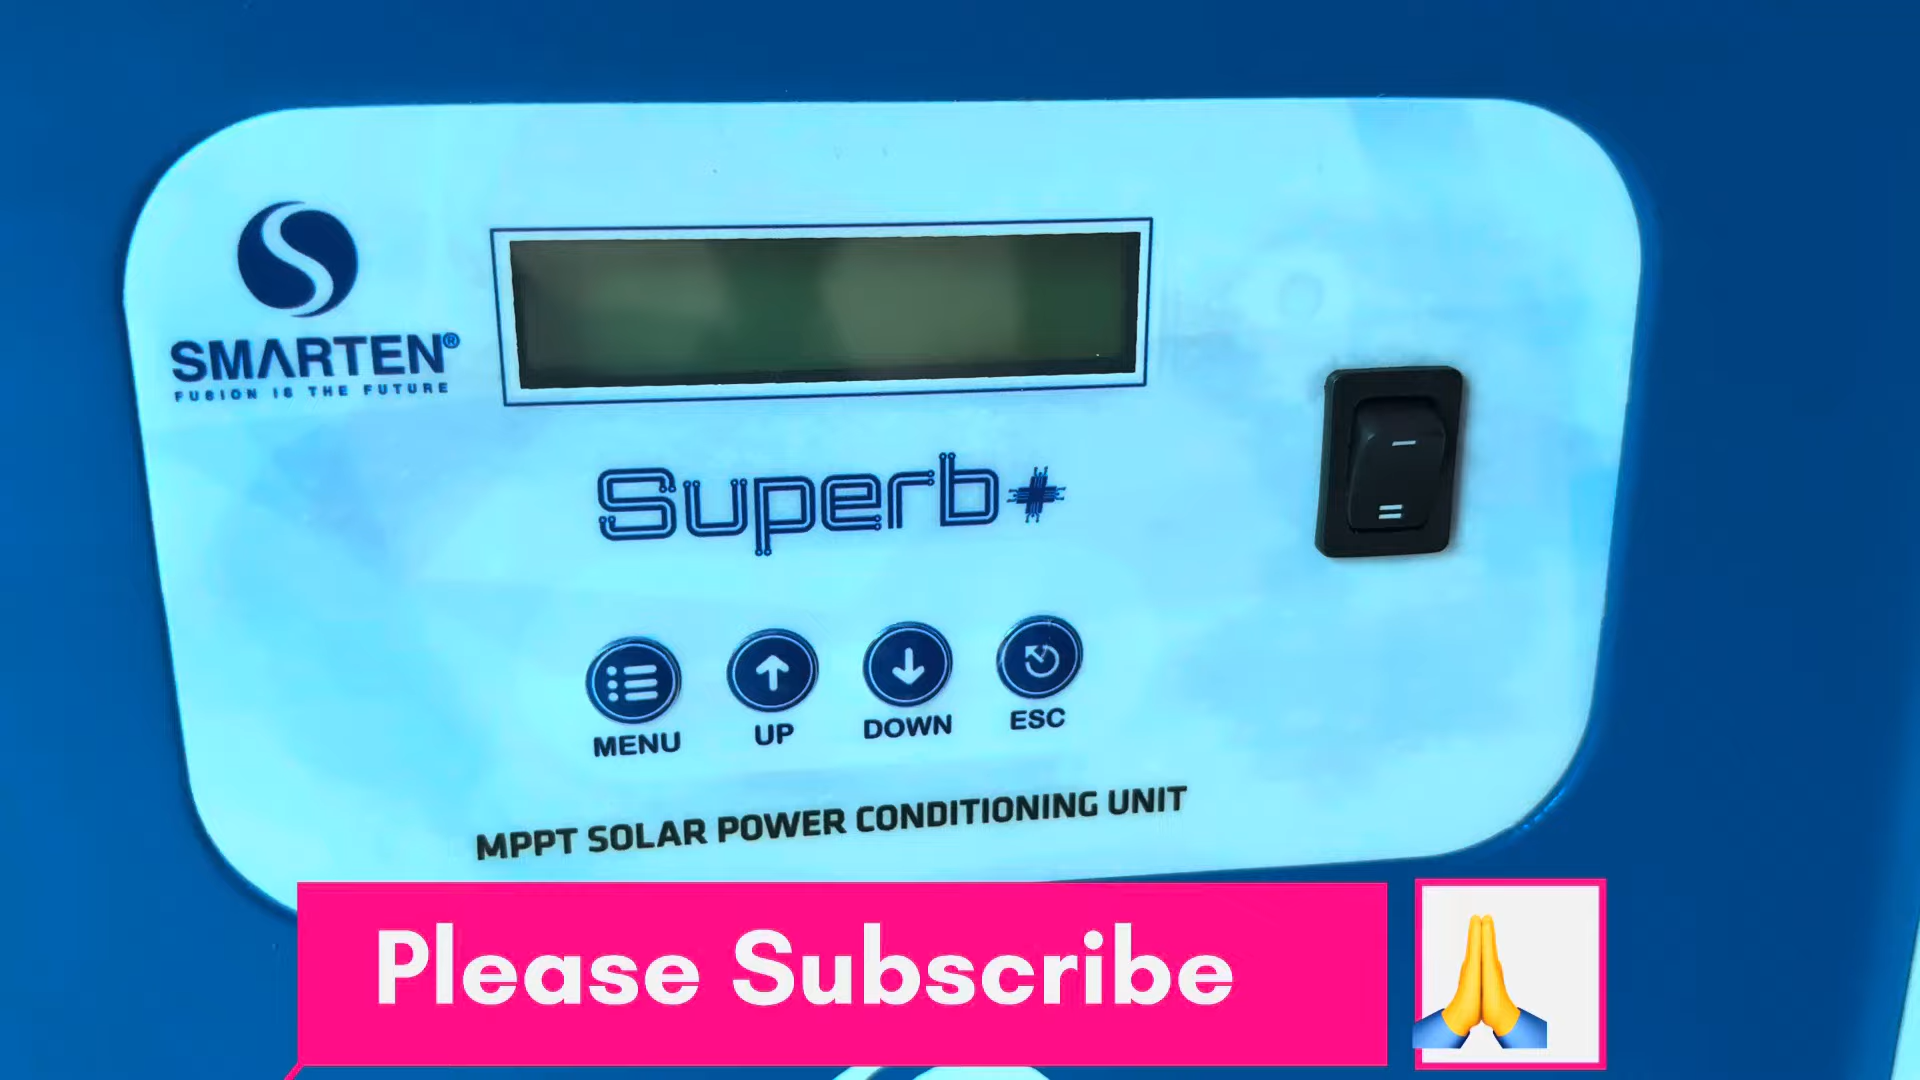 SMARTEN®
FUSION IS THE FUTURE
Superb+
MENU
UP
DOWN
ESC
MPPT SOLAR POWER CONDITIONING UNIT
Please Subscribe